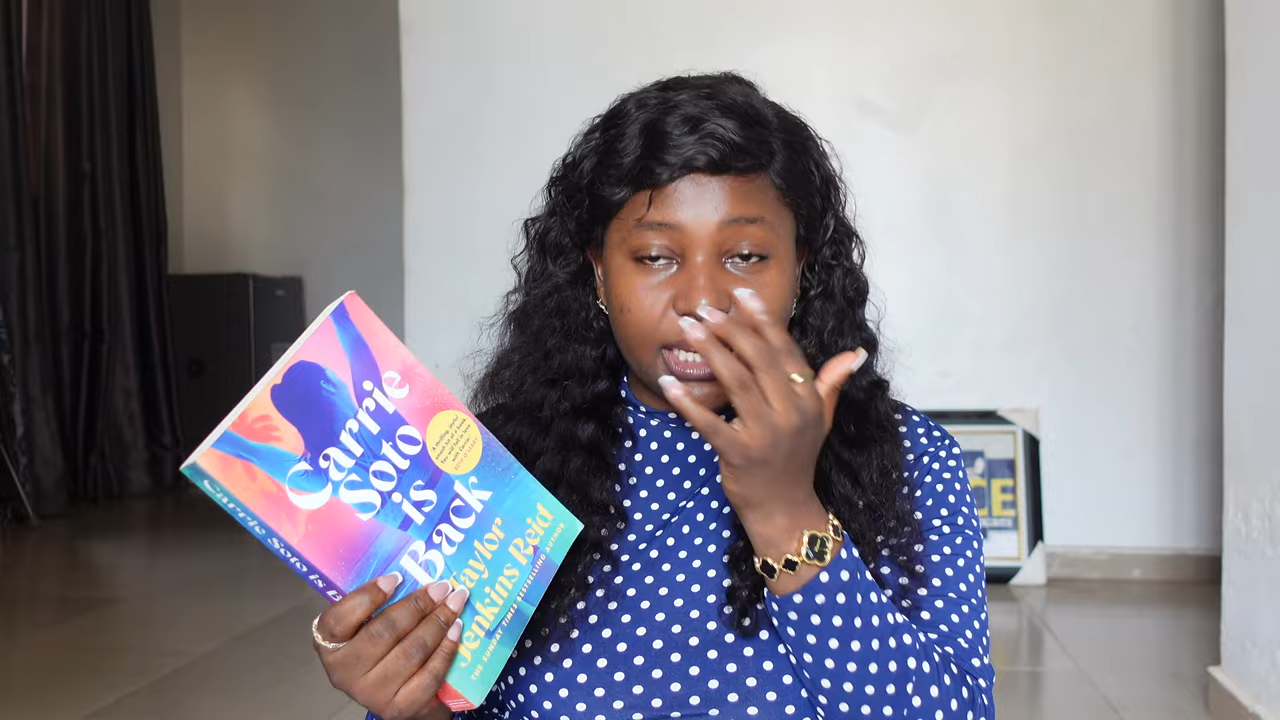 Carrie
Soto
is
Back
Taylor
Jenkins Reid
THE SUNDAY TIMES BESTSELLING AUTHOR
Carrie Soto is
CE